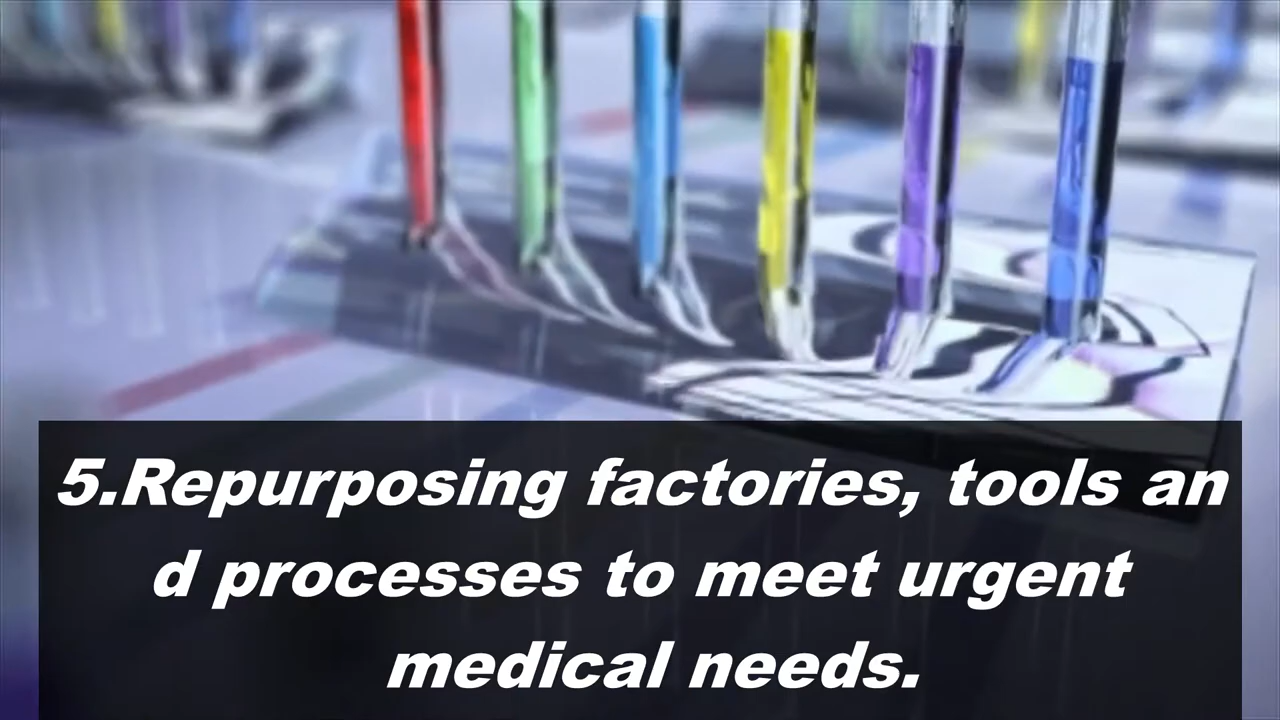 5.Repurposing factories, tools an
d processes to meet urgent
medical needs.